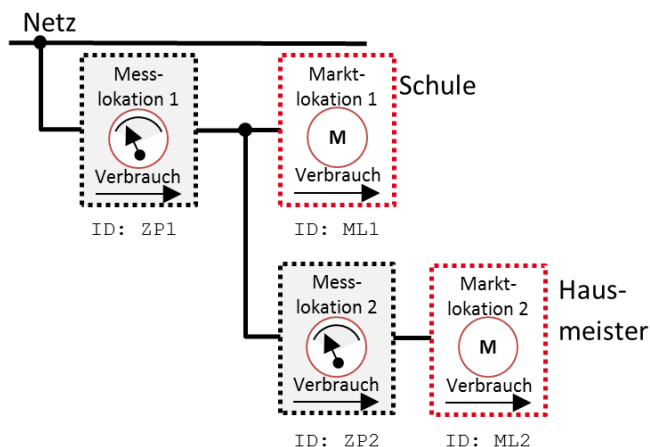 Netz
Mess-
lokation 1
Verbrauch
ID: ZP1
Markt-
lokation 1
M
Verbrauch
ID: ML1
Schule
Mess-
lokation 2
Verbrauch
ID: ZP2
Markt-
lokation 2
M
Verbrauch
ID: ML2
Haus-
meister